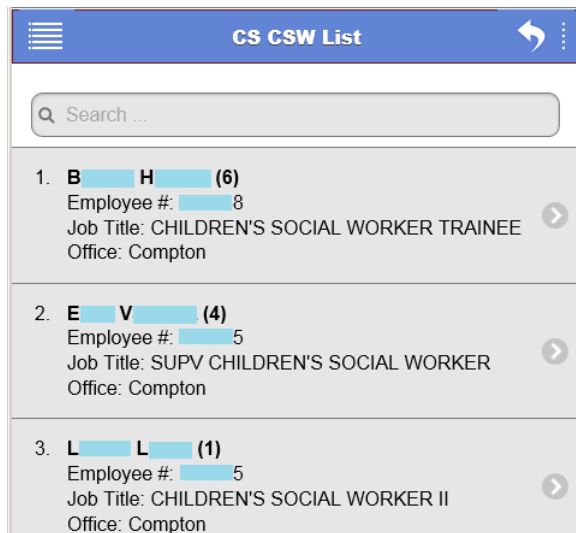 CS CSW List
Search ...
1. B H (6)
Employee #: 8
Job Title: CHILDREN'S SOCIAL WORKER TRAINEE
Office: Compton
2. E V (4)
Employee #: 5
Job Title: SUPV CHILDREN'S SOCIAL WORKER
Office: Compton
3. L L (1)
Employee #: 5
Job Title: CHILDREN'S SOCIAL WORKER II
Office: Compton